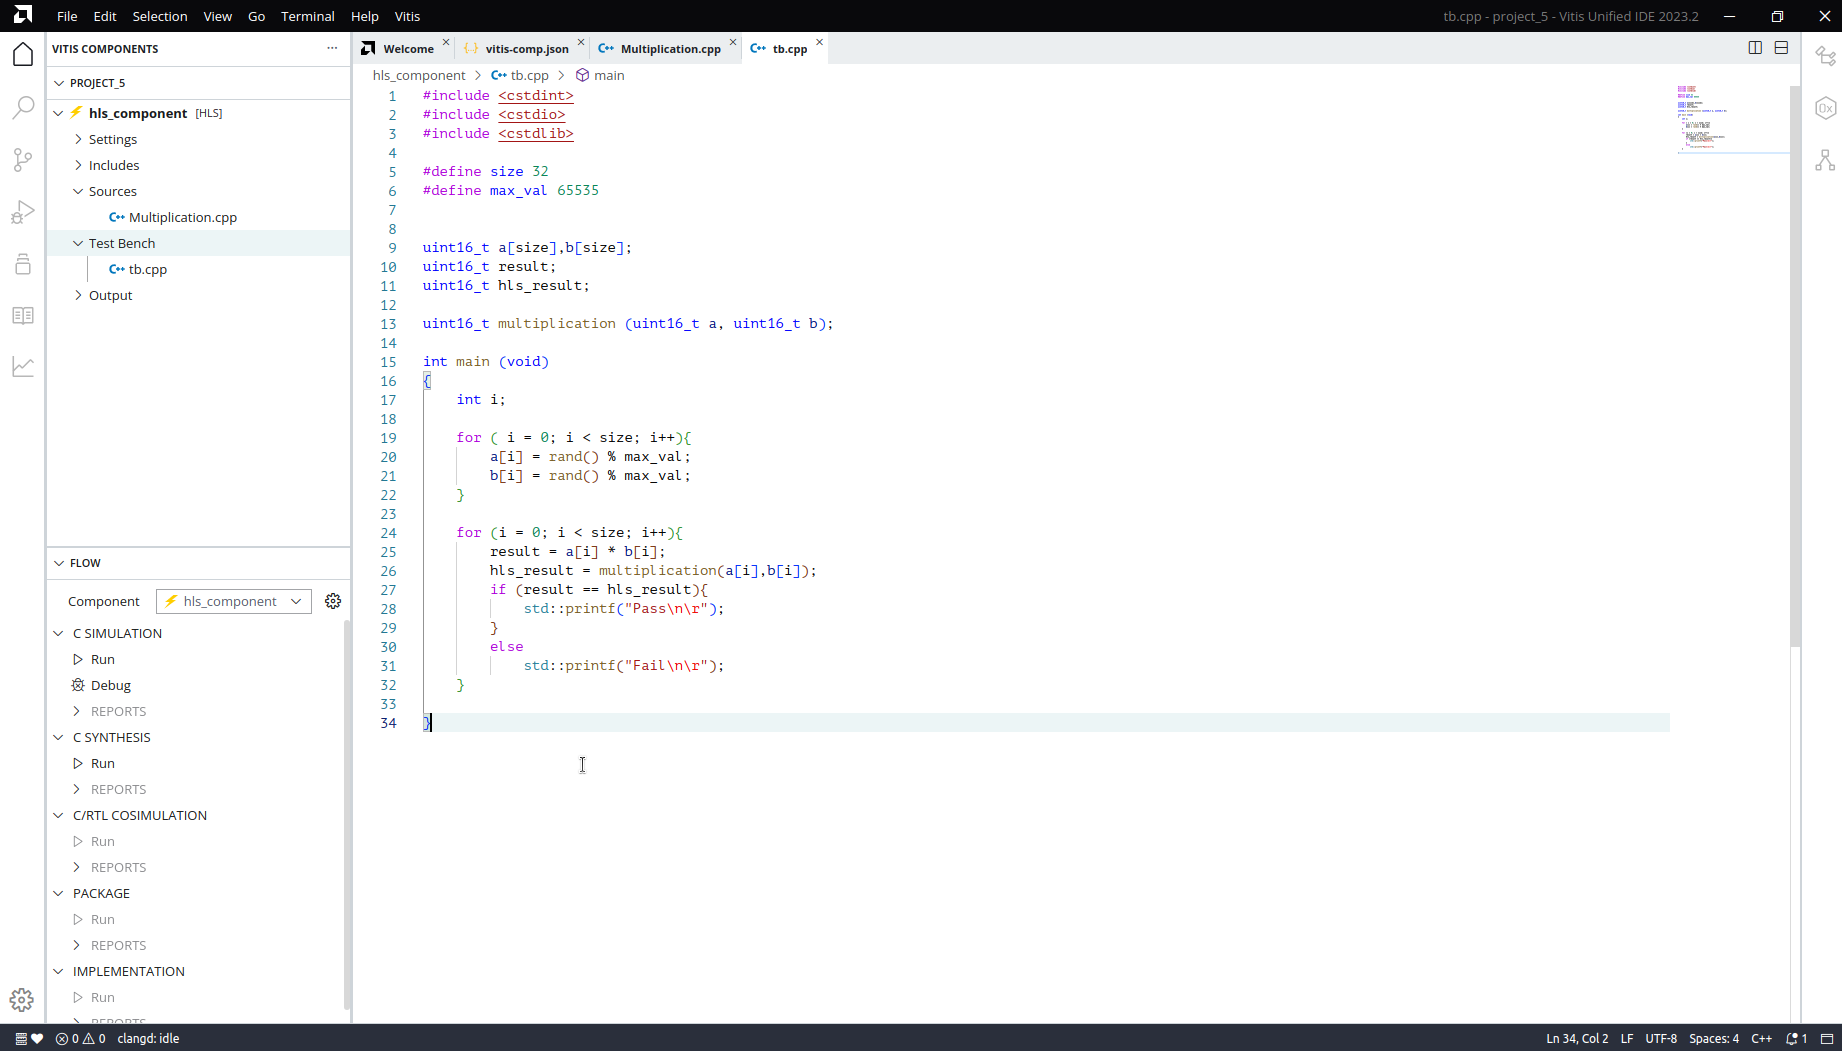 File Edit Selection View Go Terminal Help Vitis
tb.cpp - project_5 - Vitis Unified IDE 2023.2
VITIS COMPONENTS
PROJECT_5
hls_component [HLS]
Settings
Includes
Sources
C++ Multiplication.cpp
Test Bench
C++ tb.cpp
Output
FLOW
Component hls_component
C SIMULATION
Run
Debug
REPORTS
C SYNTHESIS
Run
REPORTS
C/RTL COSIMULATION
Run
REPORTS
PACKAGE
Run
REPORTS
IMPLEMENTATION
Run
REPORTS
Welcome vitis-comp.json C++ Multiplication.cpp C++ tb.cpp
hls_component > C++ tb.cpp > main
1 #include <cstdint>
2 #include <cstdio>
3 #include <cstdlib>
4
5 #define size 32
6 #define max_val 65535
7
8
9 uint16_t a[size],b[size];
10 uint16_t result;
11 uint16_t hls_result;
12
13 uint16_t multiplication (uint16_t a, uint16_t b);
14
15 int main (void)
16 {
17 int i;
18
19 for ( i = 0; i < size; i++){
20 a[i] = rand() % max_val;
21 b[i] = rand() % max_val;
22 }
23
24 for (i = 0; i < size; i++){
25 result = a[i] * b[i];
26 hls_result = multiplication(a[i],b[i]);
27 if (result == hls_result){
28 std::printf("Pass\n\r");
29 }
30 else
31 std::printf("Fail\n\r");
32 }
33
34 }
0x
0 0 clangd: idle
Ln 34, Col 2 LF UTF-8 Spaces: 4 C++ 1